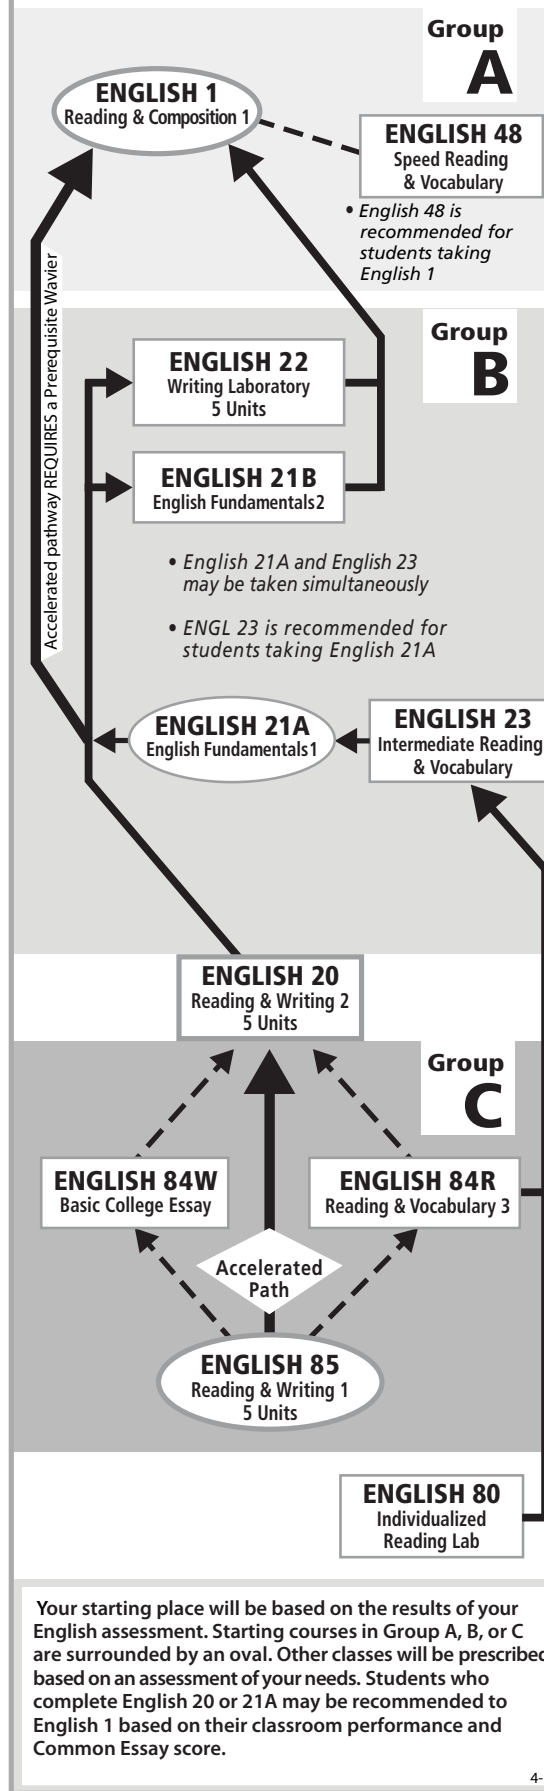 Group
A
ENGLISH 1
Reading & Composition 1
ENGLISH 48
Speed Reading
& Vocabulary
• English 48 is
recommended for
students taking
English 1
Accelerated pathway REQUIRES a Prerequisite Wavier
Group
B
ENGLISH 22
Writing Laboratory
5 Units
ENGLISH 21B
English Fundamentals2
• English 21A and English 23
may be taken simultaneously
• ENGL 23 is recommended for
students taking English 21A
ENGLISH 21A
English Fundamentals1
ENGLISH 23
Intermediate Reading
& Vocabulary
ENGLISH 20
Reading & Writing 2
5 Units
Group
C
ENGLISH 84W
Basic College Essay
ENGLISH 84R
Reading & Vocabulary 3
Accelerated
Path
ENGLISH 85
Reading & Writing 1
5 Units
ENGLISH 80
Individualized
Reading Lab
Your starting place will be based on the results of your
English assessment. Starting courses in Group A, B, or C
are surrounded by an oval. Other classes will be prescribed
based on an assessment of your needs. Students who
complete English 20 or 21A may be recommended to
English 1 based on their classroom performance and
Common Essay score.
4-